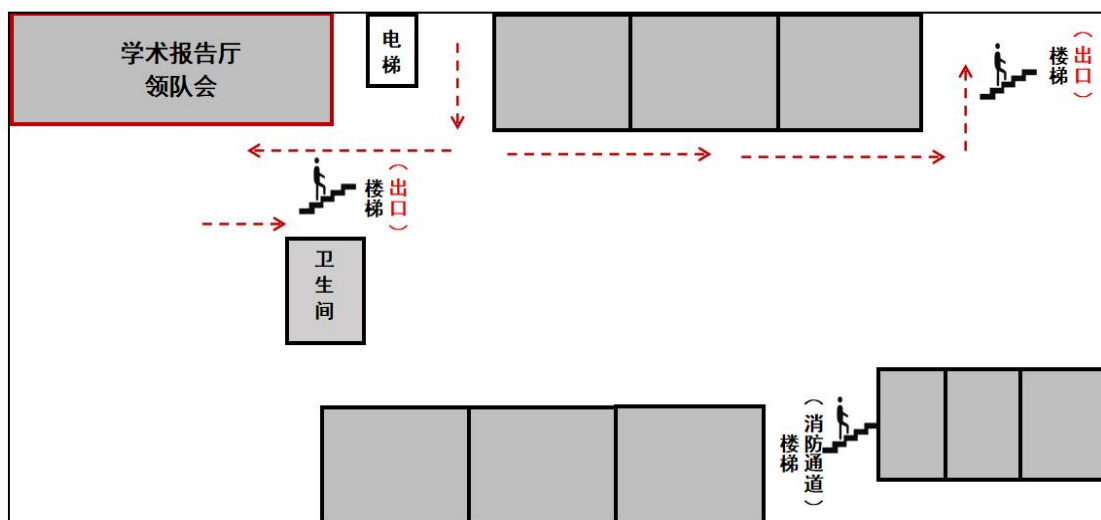 学术报告厅
领队会
电梯
楼梯
（出口）
楼梯
（出口）
卫生间
楼梯
（消防通道）